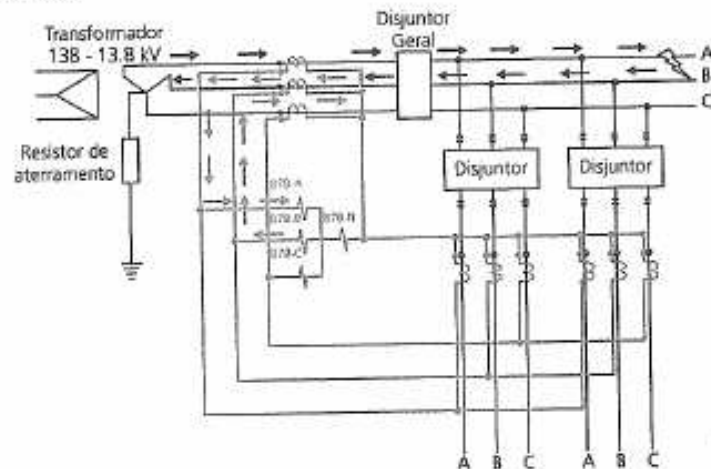 Transformador
138 - 13.8 kV
Disjuntor
Geral
A
B
C
Resistor de
aterramento
Disjuntor
Disjuntor
87B-A
87B-B
87B-N
87B-C
A
B
C
A
B
C